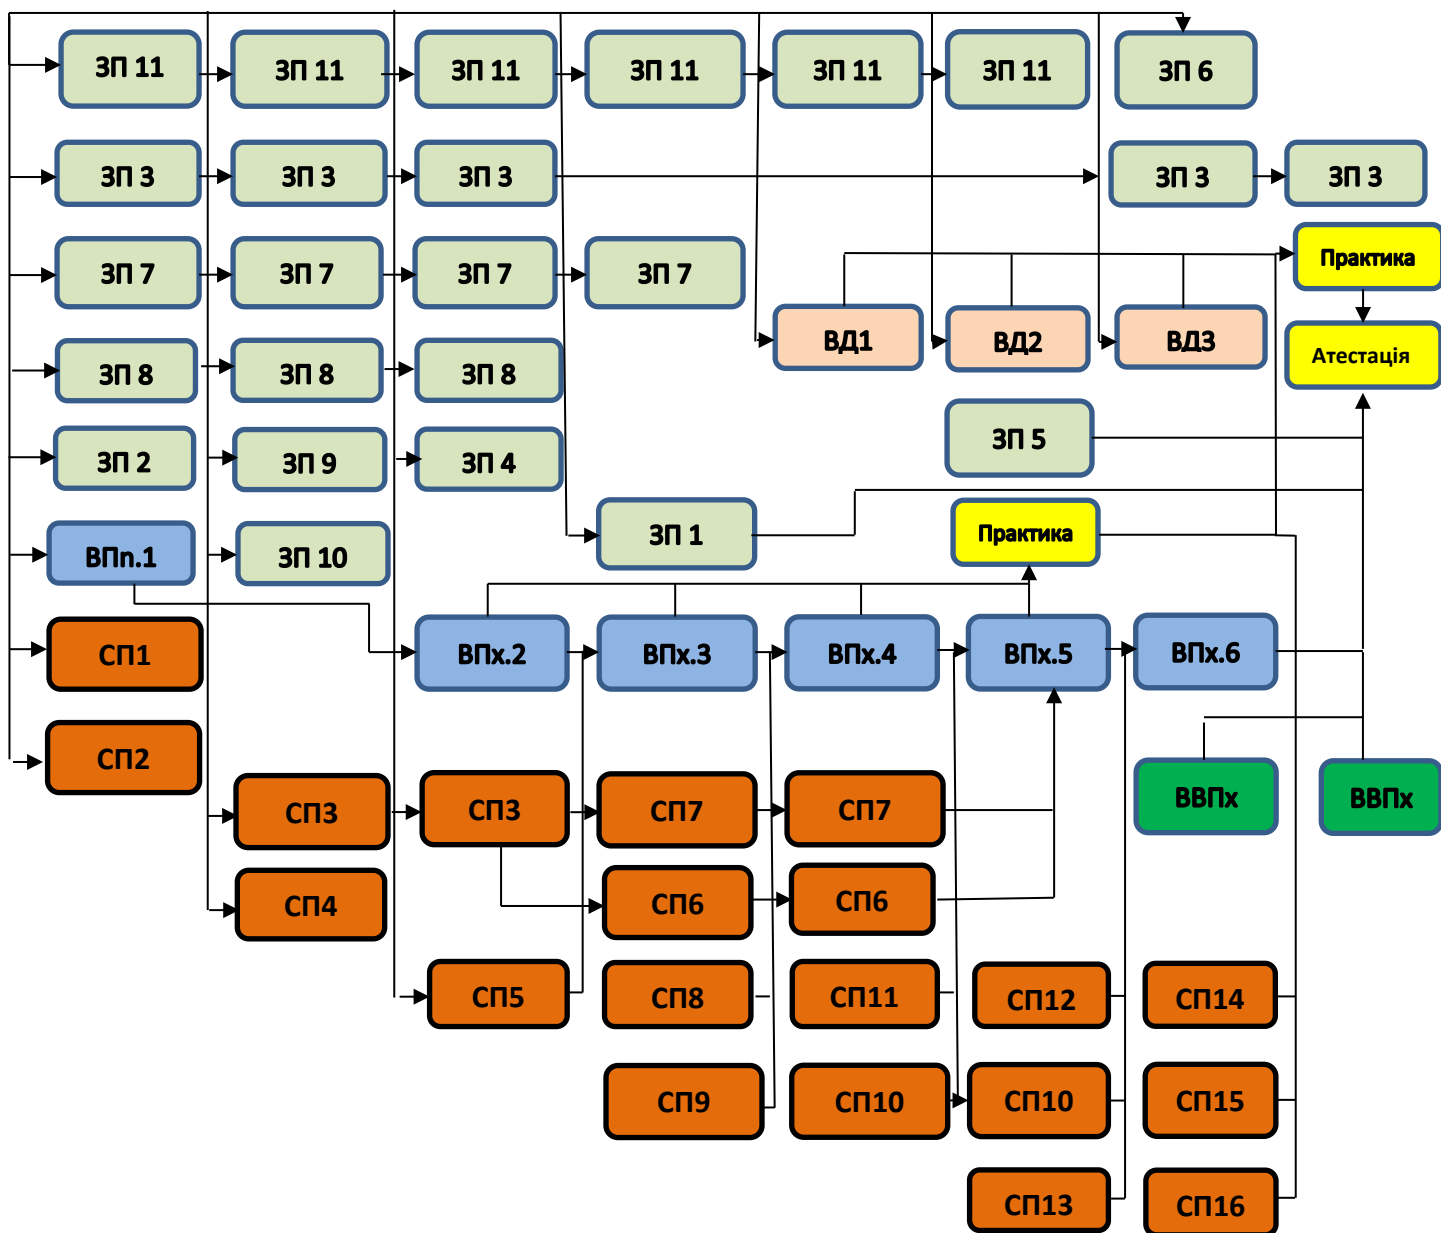 ЗП 11
ЗП 11
ЗП 11
ЗП 11
ЗП 11
ЗП 11
ЗП 6
ЗП 3
ЗП 3
ЗП 3
ЗП 3
ЗП 3
ЗП 7
ЗП 7
ЗП 7
ЗП 7
Практика
ВД1
ВД2
ВД3
Атестація
ЗП 8
ЗП 8
ЗП 8
ЗП 5
ЗП 2
ЗП 9
ЗП 4
ЗП 1
Практика
ВПп.1
ЗП 10
СП1
ВПх.2
ВПх.3
ВПх.4
ВПх.5
ВПх.6
СП2
СП3
СП3
СП7
СП7
ВВПх
ВВПх
СП4
СП6
СП6
СП5
СП8
СП11
СП12
СП14
СП9
СП10
СП10
СП15
СП13
СП16